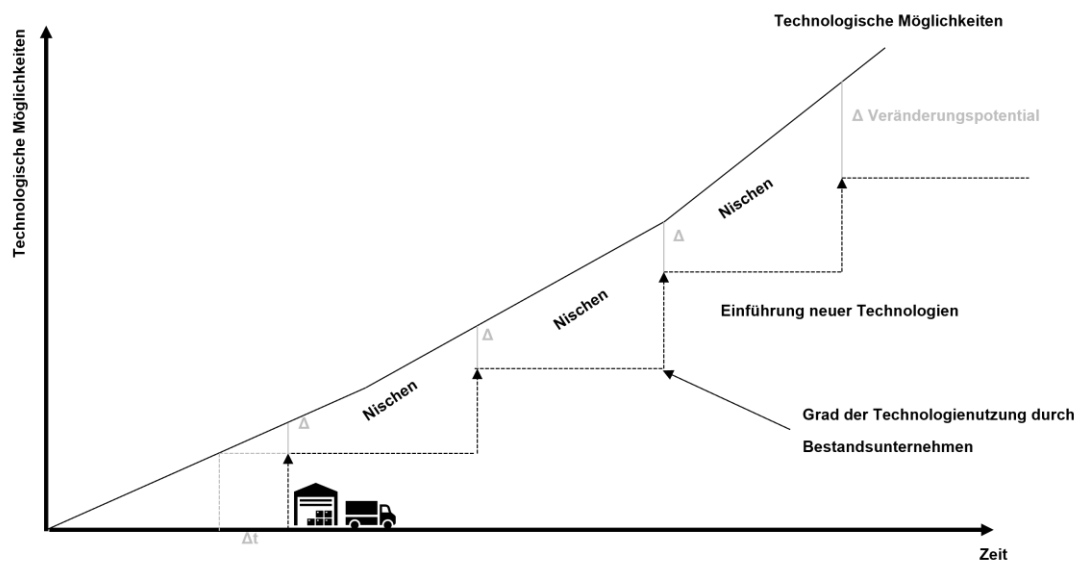 Technologische Möglichkeiten
Technologische Möglichkeiten
Δ Veränderungspotential
Nischen
Δ
Nischen
Einführung neuer Technologien
Δ
Nischen
Grad der Technologienutzung durch
Bestandsunternehmen
Δ
Δt
Zeit